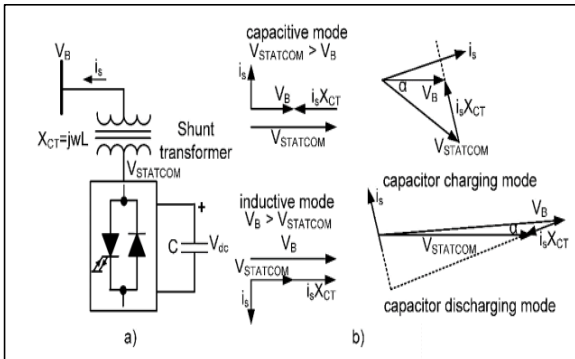 V_B
i_s
X_CT=jwL
Shunt
transformer
V_STATCOM
+
C
V_dc
a)
capacitive mode
V_STATCOM > V_B
i_s
V_B
i_sX_CT
V_STATCOM
i_s
α
V_B
i_sX_CT
V_STATCOM
capacitor charging mode
inductive mode
V_B > V_STATCOM
V_B
V_STATCOM
i_sX_CT
i_s
i_s
V_B
α
V_STATCOM
i_sX_CT
capacitor discharging mode
b)